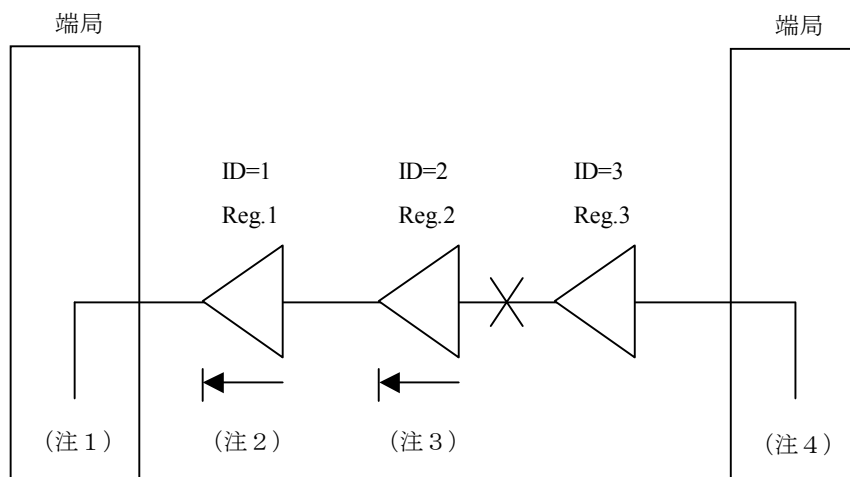 端局
端局
ID=1
ID=2
ID=3
Reg.1
Reg.2
Reg.3
（注１）
（注２）
（注３）
（注４）